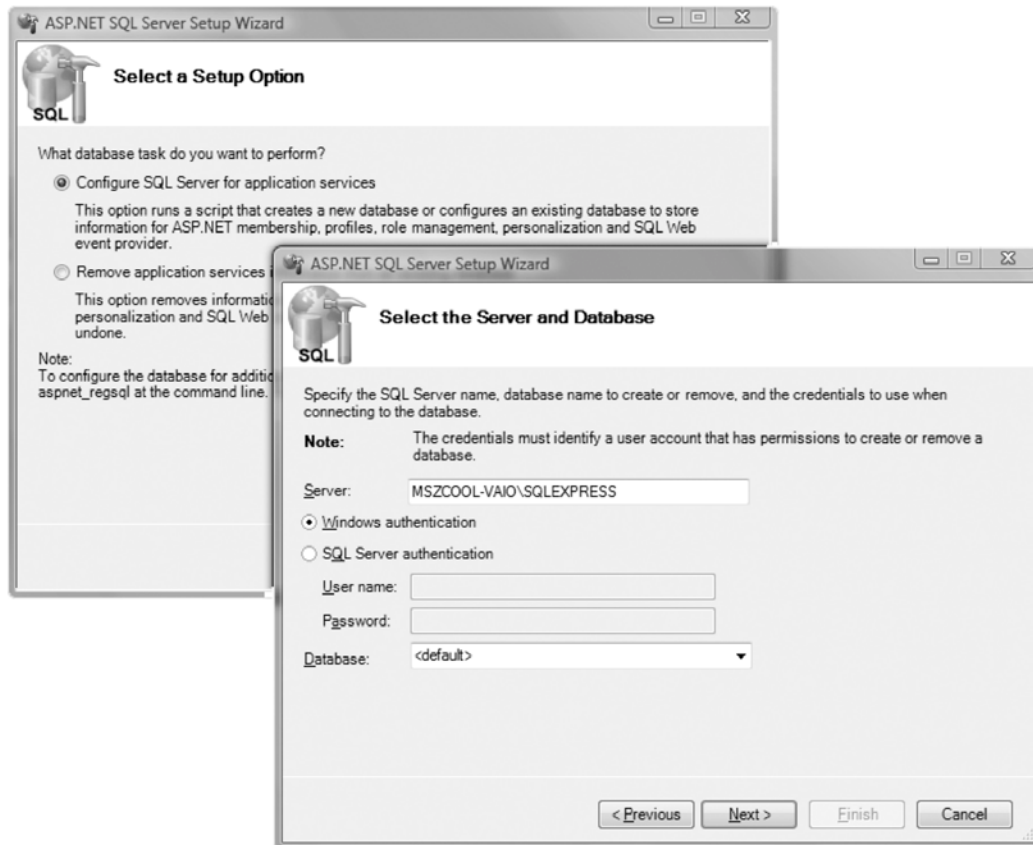 ASP.NET SQL Server Setup Wizard
SQL
Select a Setup Option
What database task do you want to perform?
Configure SQL Server for application services
This option runs a script that creates a new database or configures an existing database to store
information for ASP.NET membership, profiles, role management, personalization and SQL Web
event provider.
Remove application services
This option removes
personalization and SQL Web
undone.
Note:
To configure the database for
aspnet_regsql at the command line.
ASP.NET SQL Server Setup Wizard
SQL
Select the Server and Database
Specify the SQL Server name, database name to create or remove, and the credentials to use when
connecting to the database.
Note: The credentials must identify a user account that has permissions to create or remove a
database.
Server: MSZCOOL-VAIO\SQLEXPRESS
Windows authentication
SQL Server authentication
User name:
Password:
Database: <default>
< Previous Next > Finish Cancel